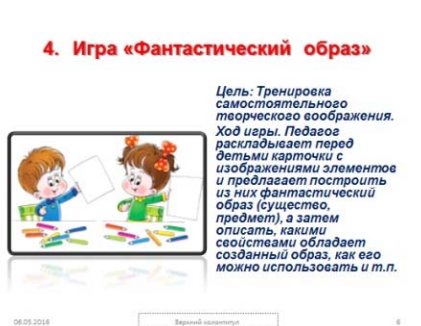 4. Игра «Фантастический образ»
Цель: Тренировка
самостоятельного
творческого воображения.
Ход игры. Педагог
раскладывает перед
детьми карточки с
изображениями элементов
и предлагает построить
из них фантастический
образ (существо,
предмет), а затем
описать, какими
свойствами обладает
созданный образ, как его
можно использовать и т.п.
06.05.2016
Верхний колонтитул
6